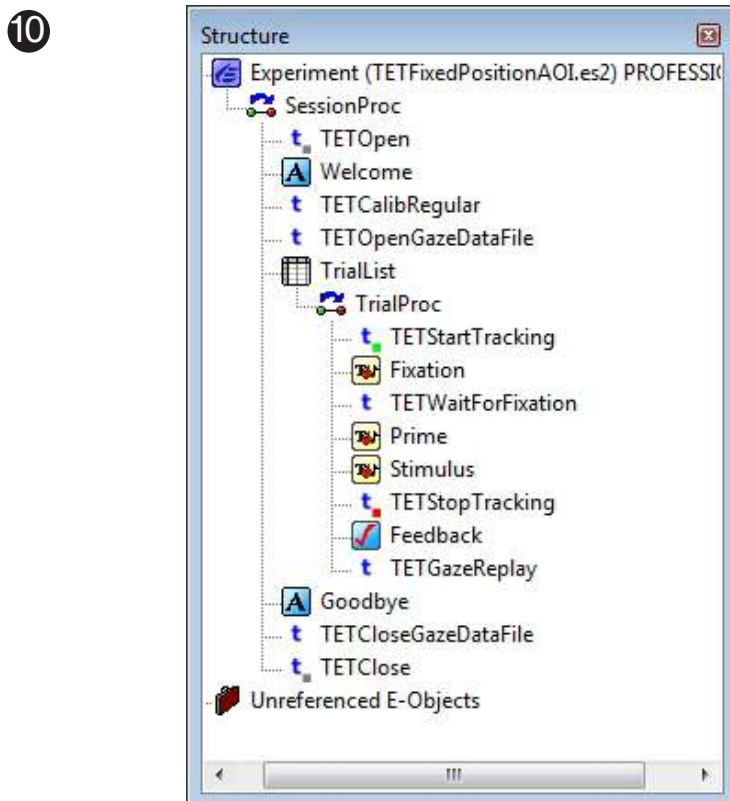 10
Structure
Experiment (TETFixedPositionAOI.es2) PROFESSI
SessionProc
TETOpen
Welcome
TETCalibRegular
TETOpenGazeDataFile
TrialList
TrialProc
TETStartTracking
Fixation
TETWaitForFixation
Prime
Stimulus
TETStopTracking
Feedback
TETGazeReplay
Goodbye
TETCloseGazeDataFile
TETClose
Unreferenced E-Objects